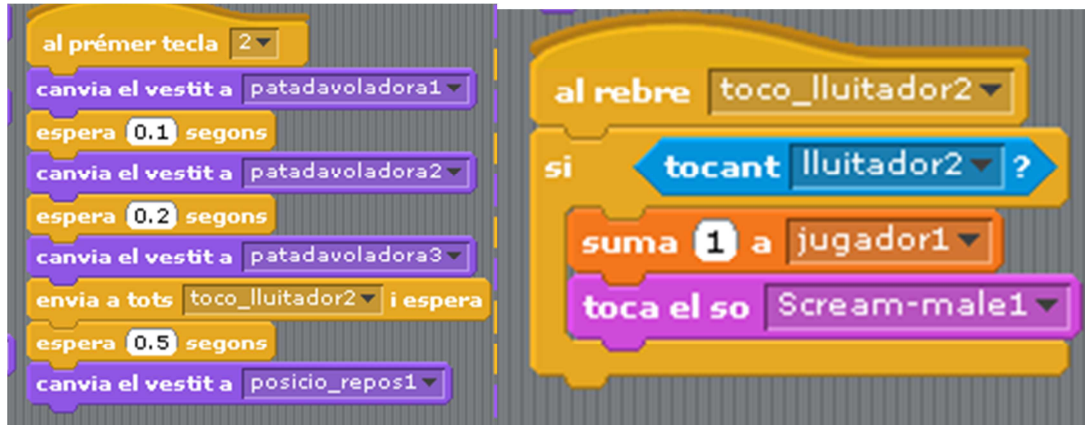 al prémer tecla 2
canvia el vestit a patadavoladora1
espera 0.1 segons
canvia el vestit a patadavoladora2
espera 0.2 segons
canvia el vestit a patadavoladora3
envia a tots toco_lluitador2 i espera
espera 0.5 segons
canvia el vestit a posicio_repos1
al rebre toco_lluitador2
si tocant lluitador2 ?
suma 1 a jugador1
toca el so Scream-male1